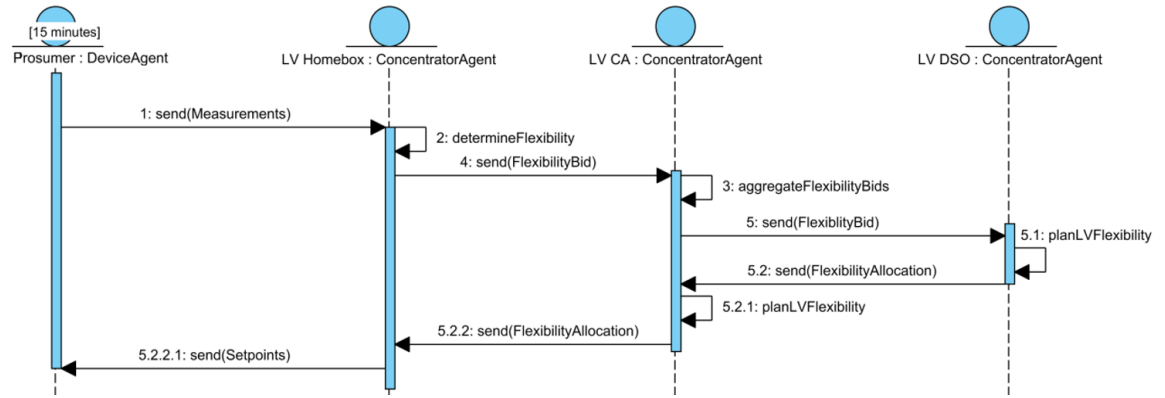 [15 minutes]
Prosumer : DeviceAgent
LV Homebox : ConcentratorAgent
LV CA : ConcentratorAgent
LV DSO : ConcentratorAgent
1: send(Measurements)
2: determineFlexibility
4: send(FlexibilityBid)
3: aggregateFlexibilityBids
5: send(FlexiblityBid)
5.1: planLVFlexibility
5.2: send(FlexibilityAllocation)
5.2.1: planLVFlexibility
5.2.2: send(FlexibilityAllocation)
5.2.2.1: send(Setpoints)